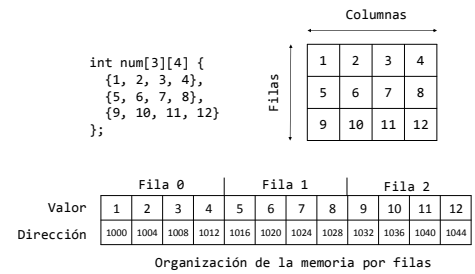 Columnas
int num[3][4] {
{1, 2, 3, 4},
{5, 6, 7, 8},
{9, 10, 11, 12}
};
Filas
1 2 3 4
5 6 7 8
9 10 11 12
Fila 0 Fila 1 Fila 2
Valor 1 2 3 4 5 6 7 8 9 10 11 12
Dirección 1000 1004 1008 1012 1016 1020 1024 1028 1032 1036 1040 1044
Organización de la memoria por filas